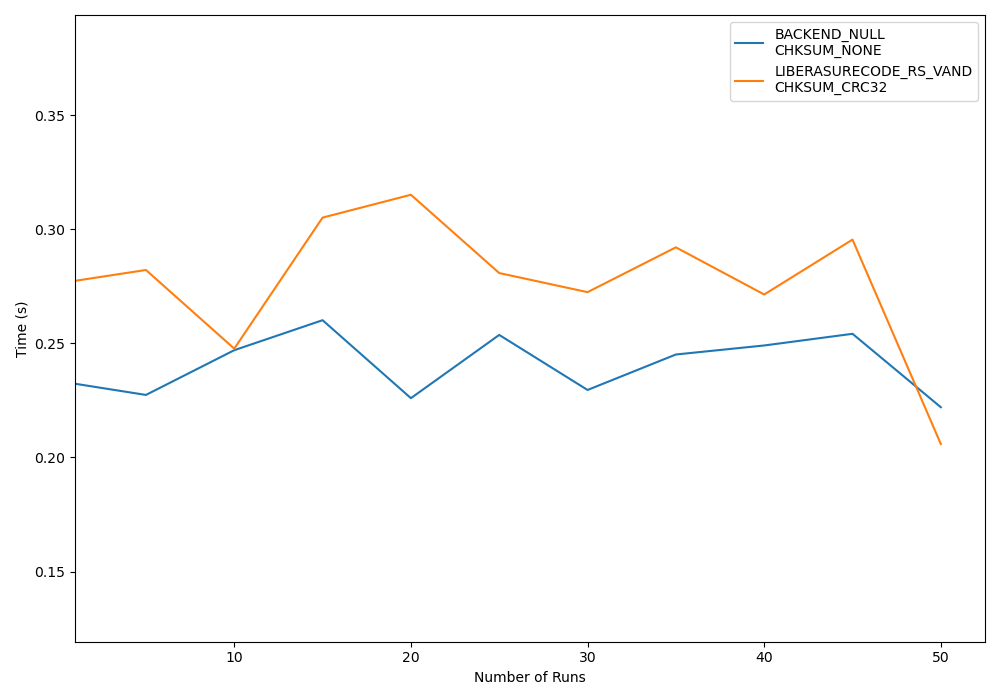 BACKEND_NULL
CHKSUM_NONE
LIBERASURECODE_RS_VAND
CHKSUM_CRC32
0.35
0.30
0.25
0.20
0.15
Time (s)
10 20 30 40 50
Number of Runs